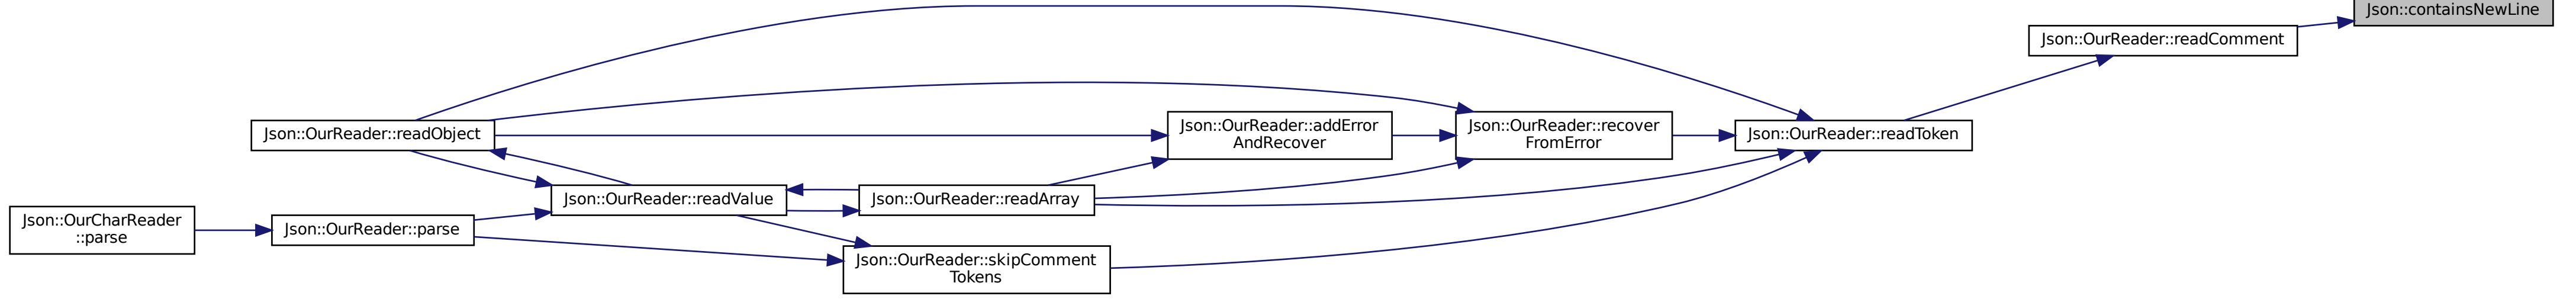 Json::containsNewLine
Json::OurReader::readComment
Json::OurReader::addError
AndRecover
Json::OurReader::recover
FromError
Json::OurReader::readObject
Json::OurReader::readToken
Json::OurReader::readValue
Json::OurReader::readArray
Json::OurCharReader
::parse
Json::OurReader::parse
Json::OurReader::skipComment
Tokens